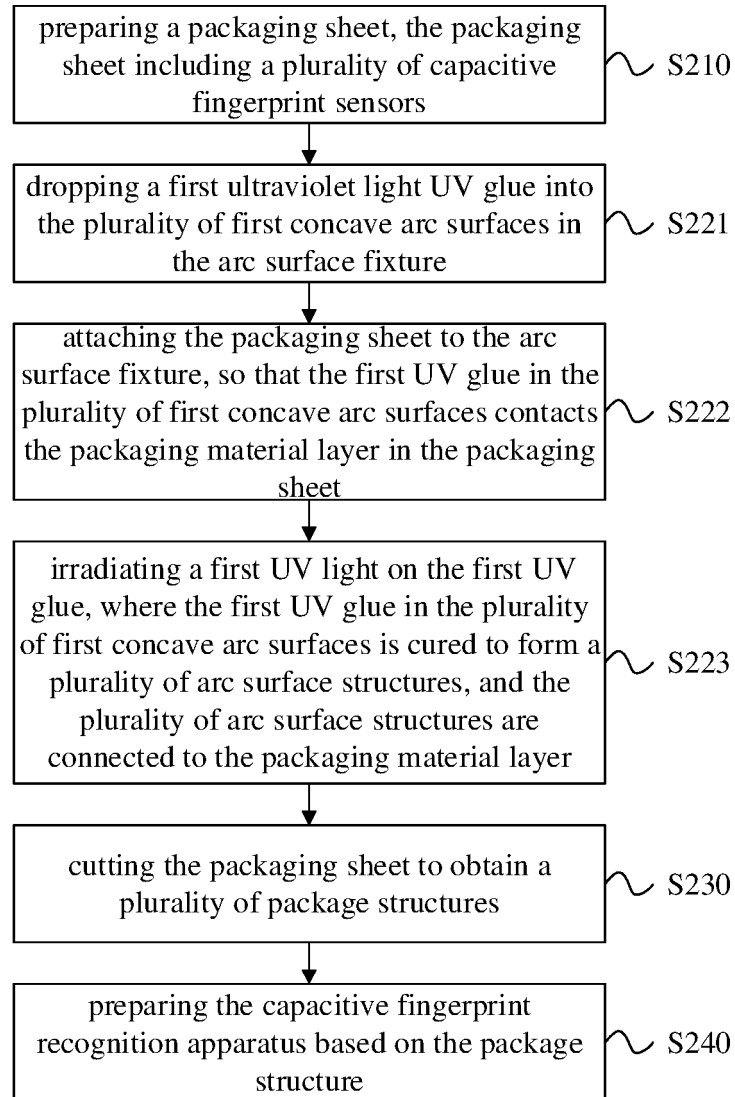 preparing a packaging sheet, the packaging
sheet including a plurality of capacitive
fingerprint sensors
S210
dropping a first ultraviolet light UV glue into
the plurality of first concave arc surfaces in
the arc surface fixture
S221
attaching the packaging sheet to the arc
surface fixture, so that the first UV glue in the
plurality of first concave arc surfaces contacts
the packaging material layer in the packaging
sheet
S222
irradiating a first UV light on the first UV
glue, where the first UV glue in the plurality
of first concave arc surfaces is cured to form a
plurality of arc surface structures, and the
plurality of arc surface structures are
connected to the packaging material layer
S223
cutting the packaging sheet to obtain a
plurality of package structures
S230
preparing the capacitive fingerprint
recognition apparatus based on the package
structure
S240